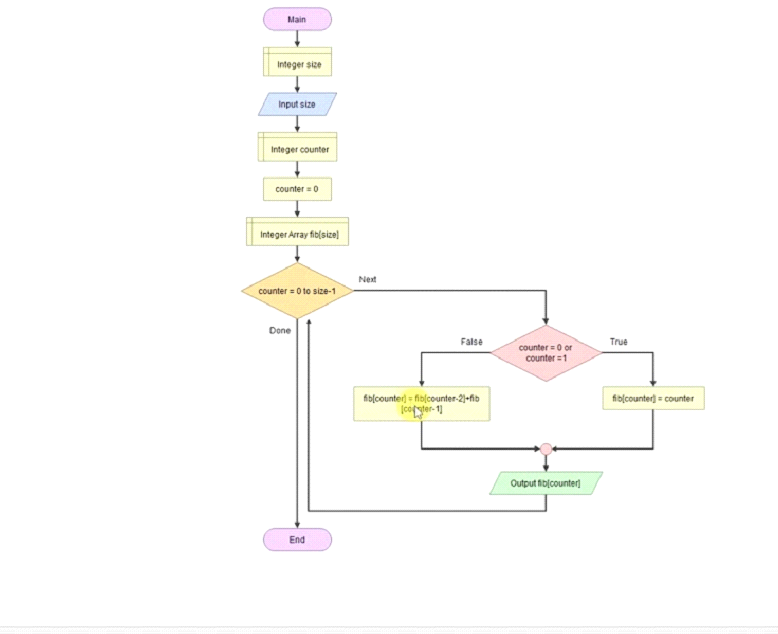 Main
Integer size
Input size
Integer counter
counter = 0
Integer Array fib[size]
counter = 0 to size-1
Next
Done
counter = 0 or
counter = 1
False
True
fib[counter] = fib[counter-2]+fib
[counter-1]
fib[counter] = counter
Output fib[counter]
End